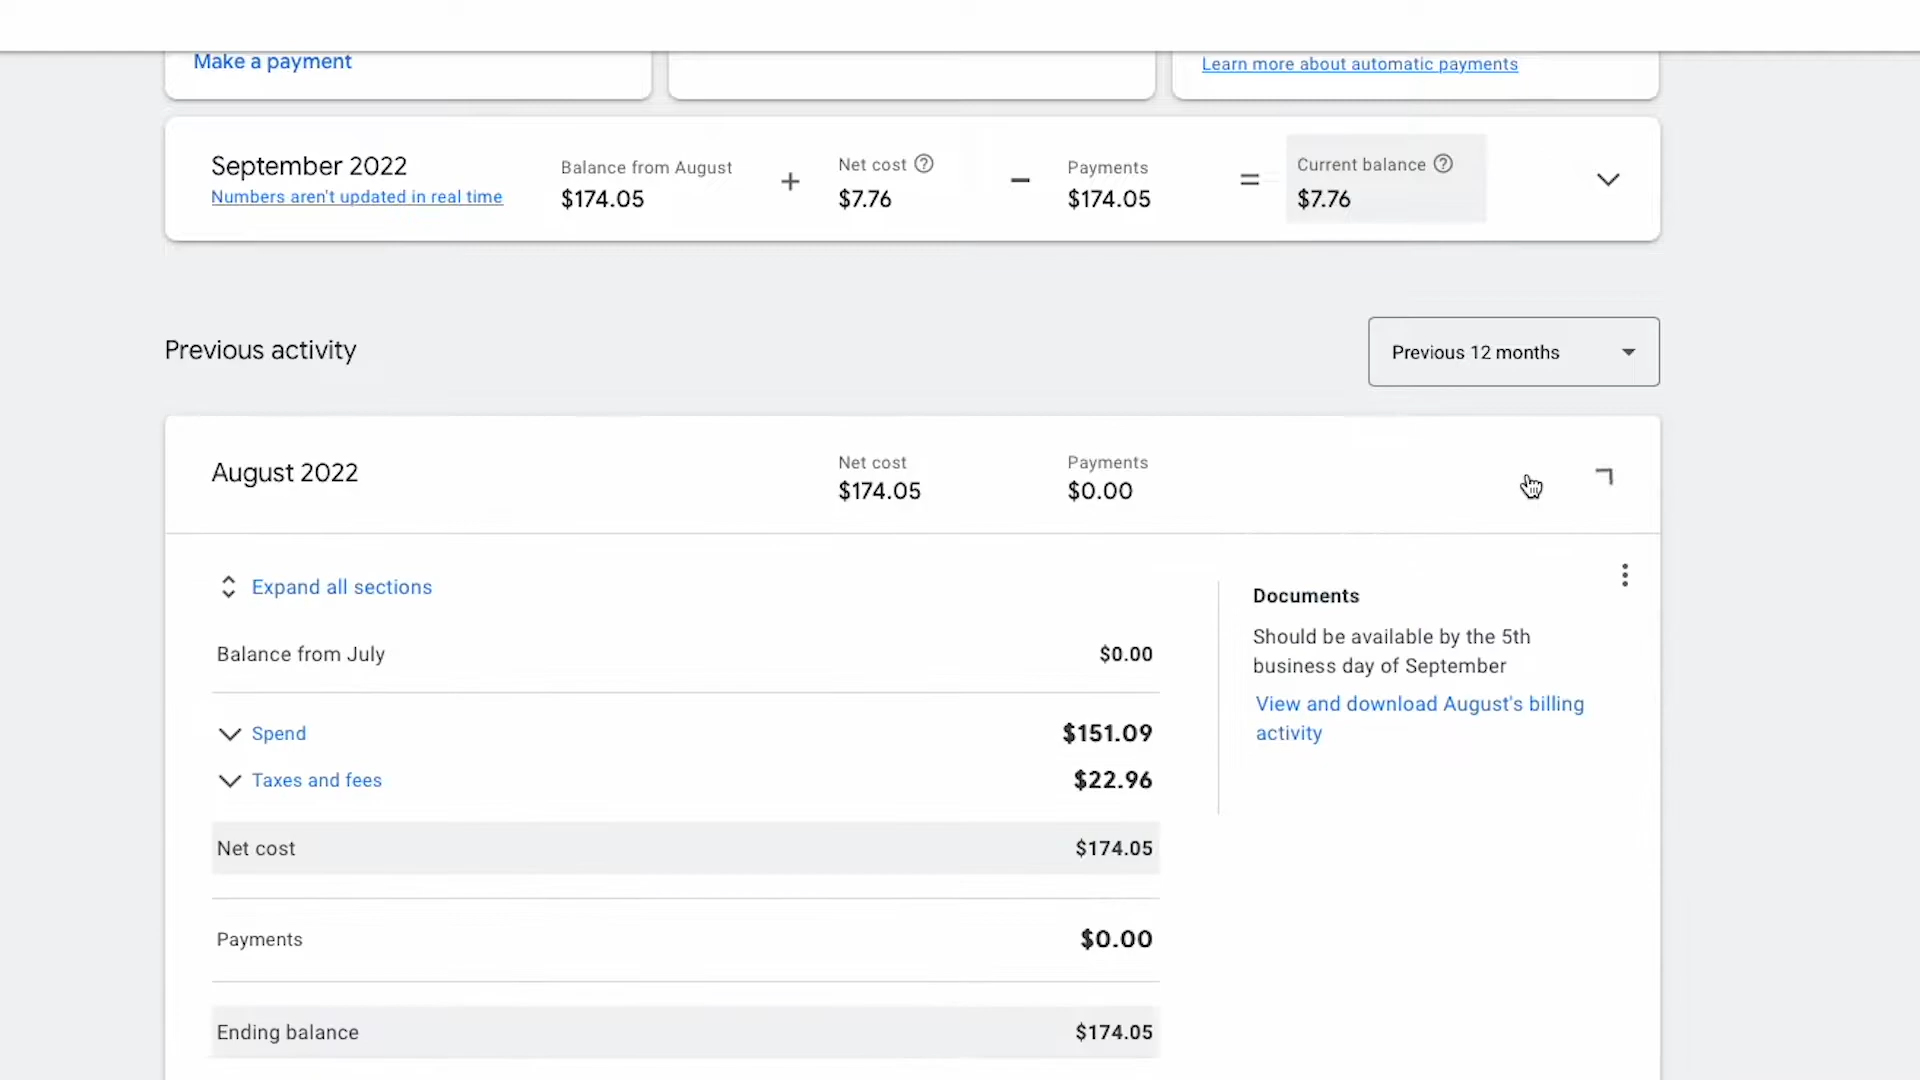 Make a payment
Learn more about automatic payments
September 2022
Numbers aren't updated in real time
Balance from August
$174.05
+
Net cost
$7.76
−
Payments
$174.05
=
Current balance
$7.76
Previous activity
Previous 12 months
August 2022
Net cost
$174.05
Payments
$0.00
Expand all sections
Balance from July $0.00
Spend $151.09
Taxes and fees $22.96
Net cost $174.05
Payments $0.00
Ending balance $174.05
Documents
Should be available by the 5th
business day of September
View and download August's billing
activity